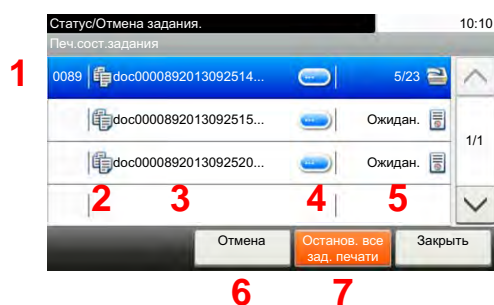 Статус/Отмена задания. 10:10
Печ.сост.задания
1 0089 doc0000892013092514... ... 5/23
doc0000892013092515... ... Ожидан.
1/1
doc0000892013092520... ... Ожидан.
2 3 4 5
Отмена Останов. все зад. печати Закрыть
6 7